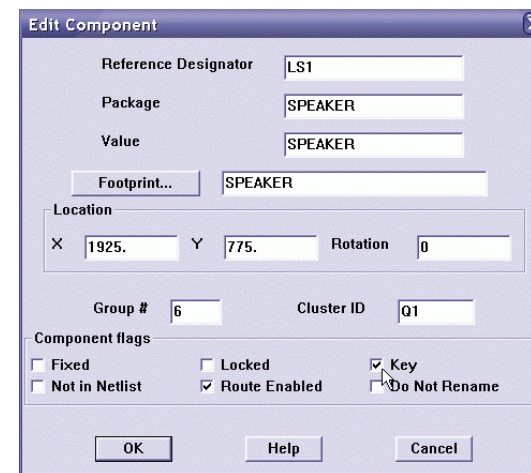 Edit Component
Reference Designator LS1
Package SPEAKER
Value SPEAKER
Footprint... SPEAKER
Location
X 1925. Y 775. Rotation 0
Group # 6 Cluster ID Q1
Component flags
Fixed Locked Key
Not in Netlist Route Enabled Do Not Rename
OK Help Cancel